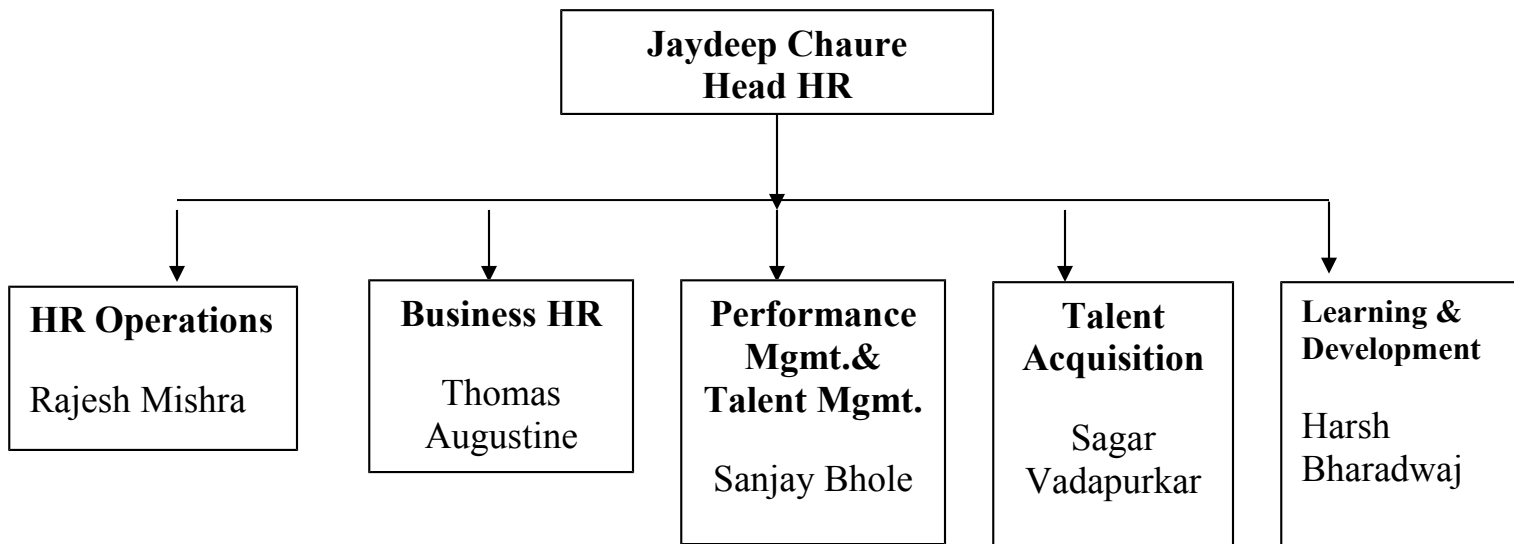 Jaydeep Chaure
Head HR
HR Operations
Rajesh Mishra
Business HR
Thomas
Augustine
Performance
Mgmt.&
Talent Mgmt.
Sanjay Bhole
Talent
Acquisition
Sagar
Vadapurkar
Learning &
Development
Harsh
Bharadwaj